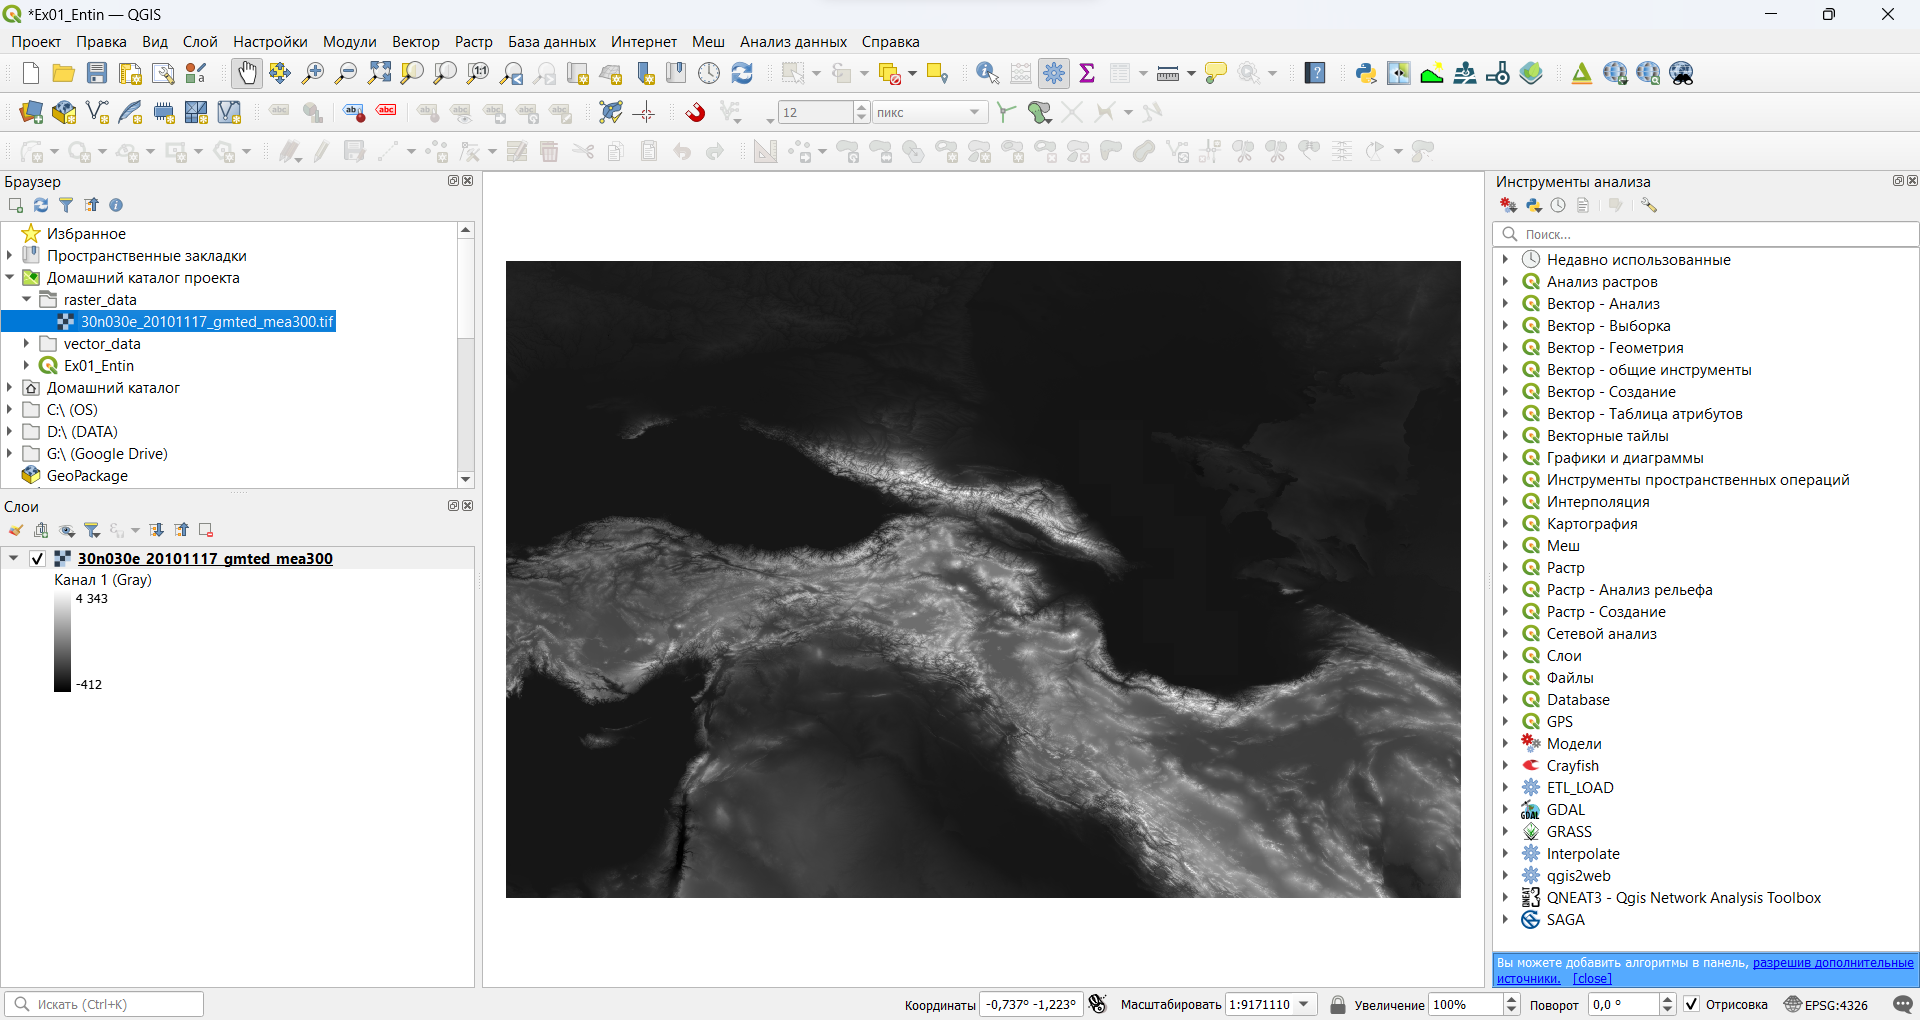 *Ex01_Entin — QGIS
Проект Правка Вид Слой Настройки Модули Вектор Растр База данных Интернет Меш Анализ данных Справка
12 пикс
Браузер
Избранное
Пространственные закладки
Домашний каталог проекта
raster_data
30n030e_20101117_gmted_mea300.tif
vector_data
Ex01_Entin
Домашний каталог
C:\ (OS)
D:\ (DATA)
G:\ (Google Drive)
GeoPackage
Слои
30n030e_20101117_gmted_mea300
Канал 1 (Gray)
4 343
-412
Инструменты анализа
Поиск...
Недавно использованные
Анализ растров
Вектор - Анализ
Вектор - Выборка
Вектор - Геометрия
Вектор - общие инструменты
Вектор - Создание
Вектор - Таблица атрибутов
Векторные тайлы
Графики и диаграммы
Инструменты пространственных операций
Интерполяция
Картография
Меш
Растр
Растр - Анализ рельефа
Растр - Создание
Сетевой анализ
Слои
Файлы
Database
GPS
Модели
Crayfish
ETL_LOAD
GDAL
GRASS
Interpolate
qgis2web
QNEAT3 - Qgis Network Analysis Toolbox
SAGA
Вы можете добавить алгоритмы в панель, разрешив дополнительные
источники. [close]
Искать (Ctrl+K) Координаты -0,737° -1,223° Масштабировать 1:9171110 Увеличение 100% Поворот 0,0 ° Отрисовка EPSG:4326